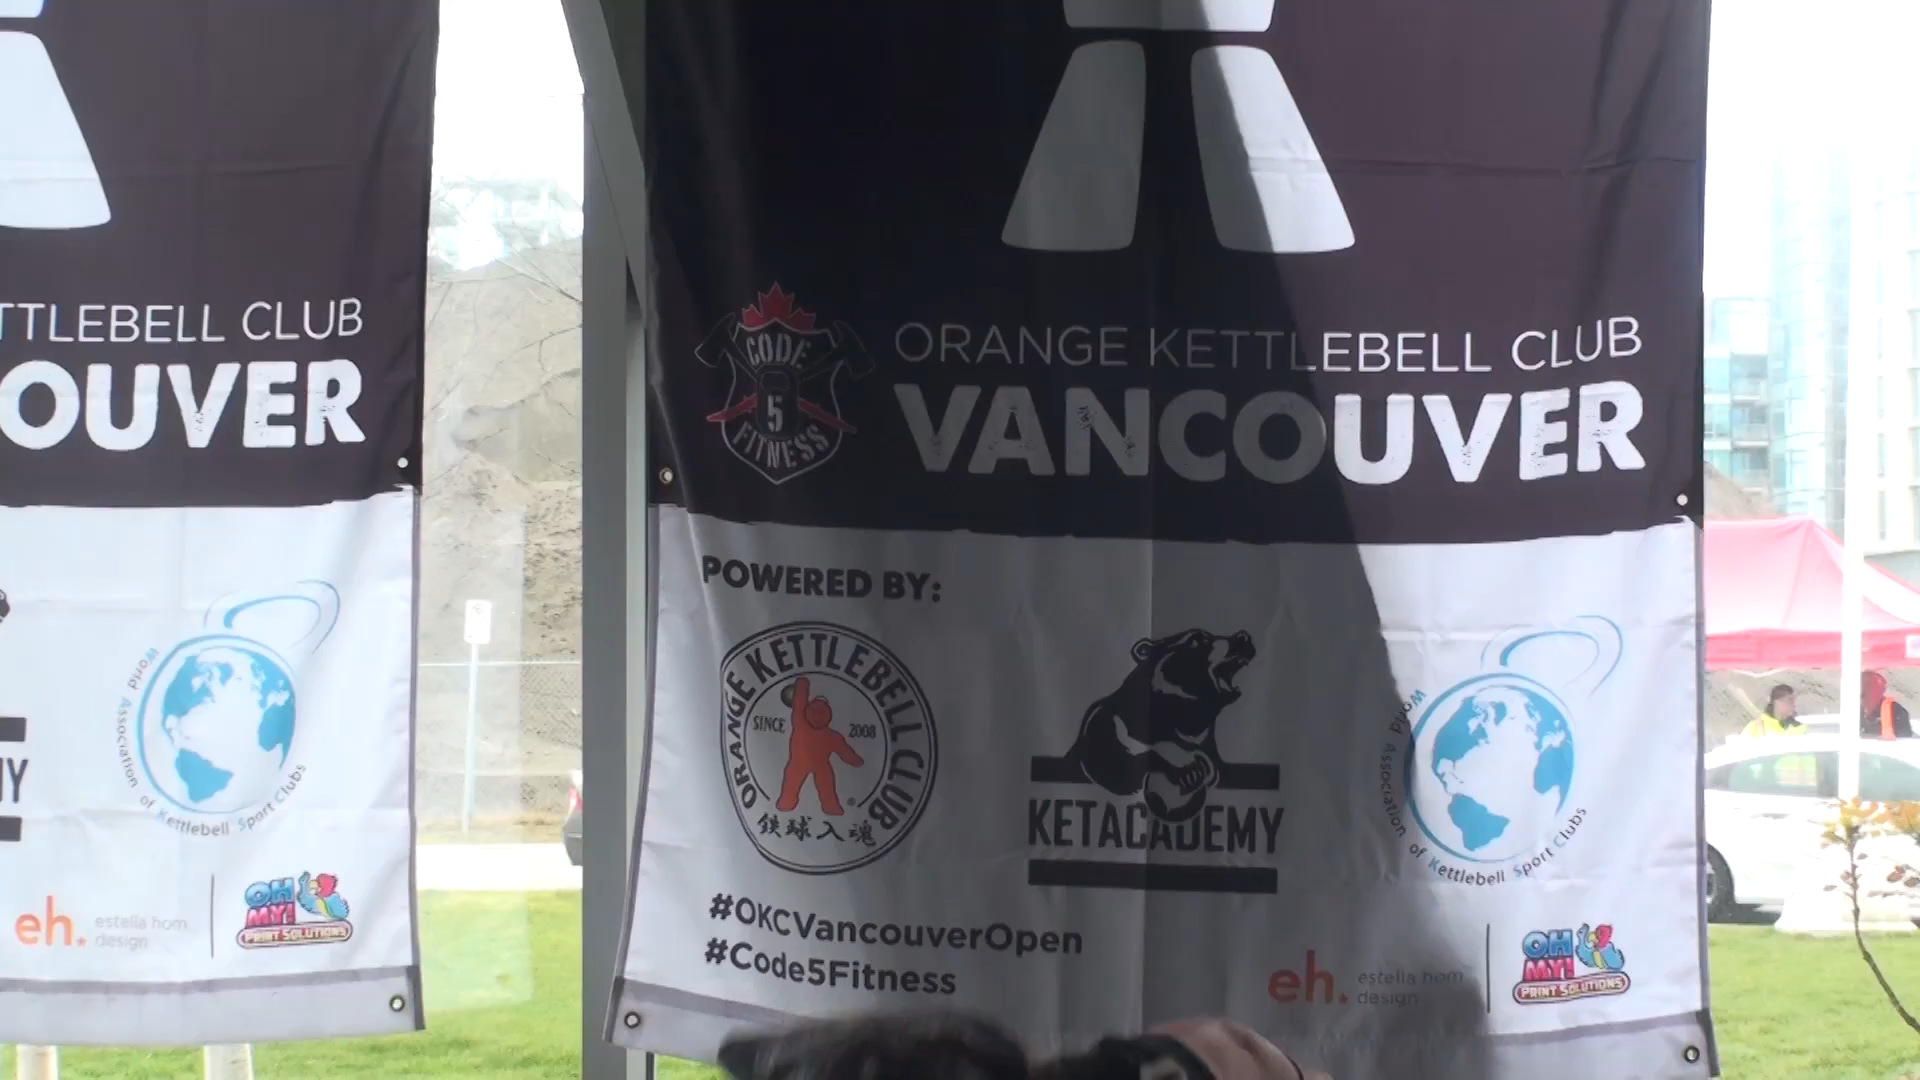 TTLEBELL CLUB
OUVER
World Association of Kettlebell Sport Clubs
MY
eh.
estella hom
design
OH
MY!
PRINT SOLUTIONS
CODE
5
FITNESS
ORANGE KETTLEBELL CLUB
VANCOUVER
POWERED BY:
ORANGE KETTLEBELL CLUB
SINCE 2008
鉄球入魂
KETACADEMY
World Association of Kettlebell Sport Clubs
#OKCVancouverOpen
#Code5Fitness
eh.
estella hom
design
OH
MY!
PRINT SOLUTIONS